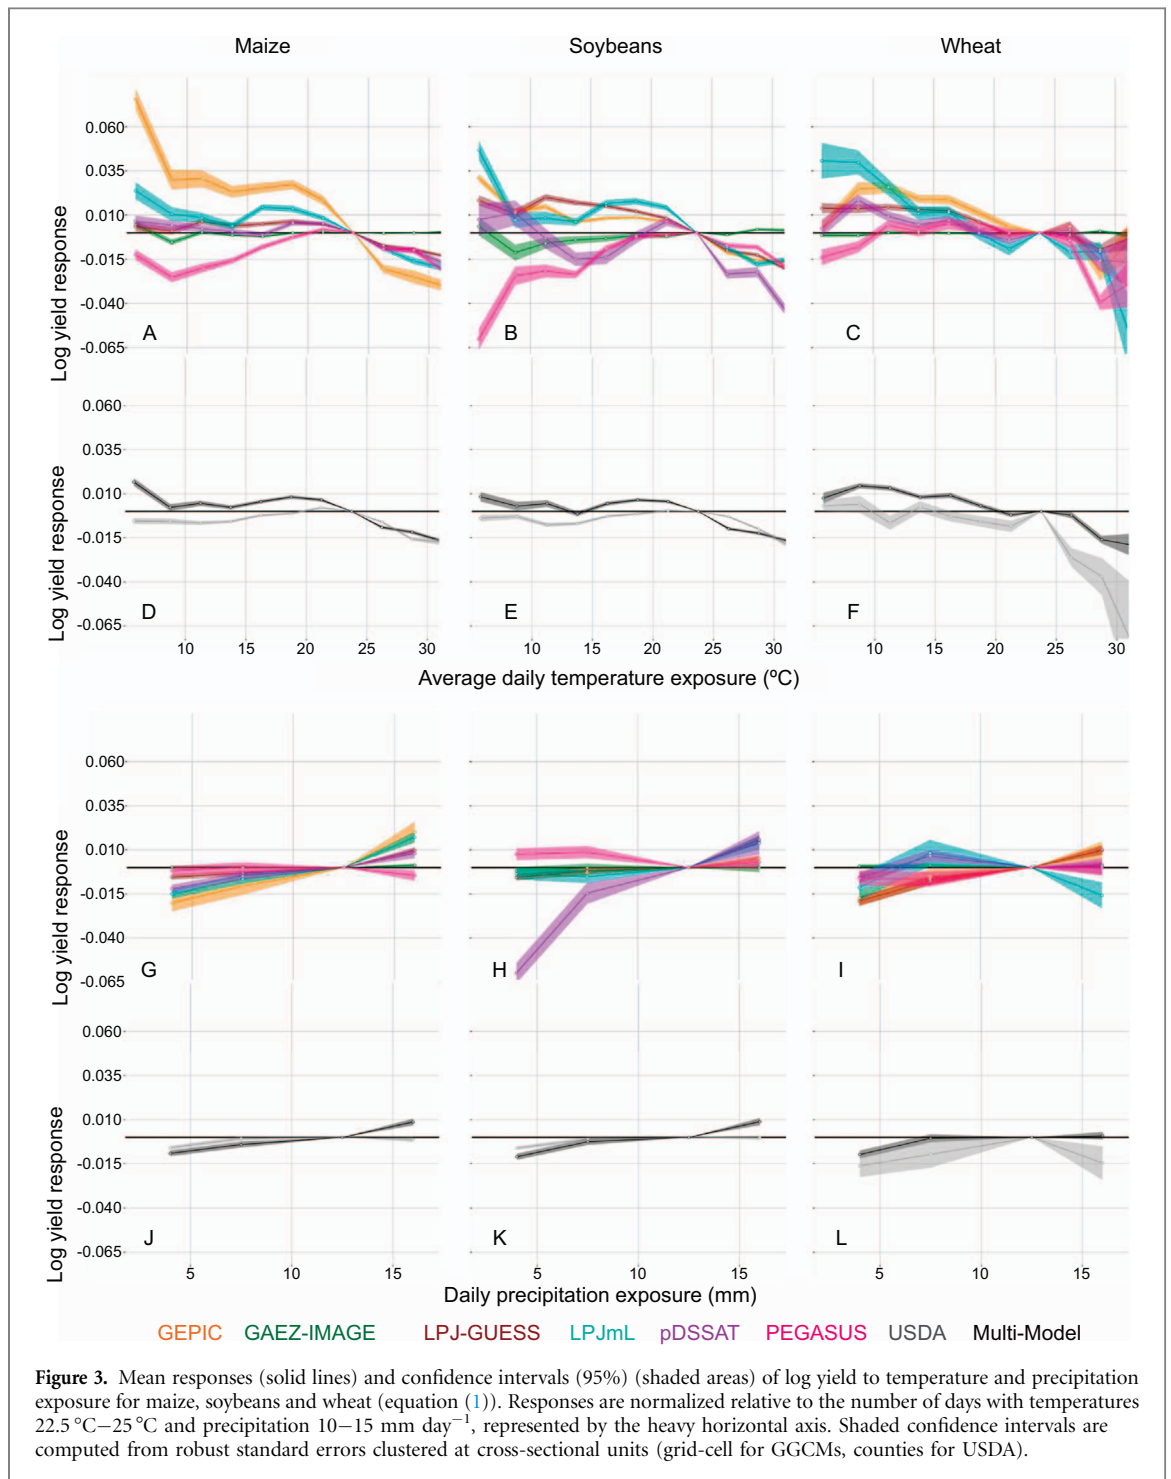 Maize Soybeans Wheat
0.060
0.035
0.010
-0.015
-0.040
-0.065
Log yield response
A B C
0.060
0.035
0.010
-0.015
-0.040
-0.065
Log yield response
D E F
10 15 20 25 30 10 15 20 25 30 10 15 20 25 30
Average daily temperature exposure (ºC)
0.060
0.035
0.010
-0.015
-0.040
-0.065
Log yield response
G H I
0.060
0.035
0.010
-0.015
-0.040
-0.065
Log yield response
J K L
5 10 15 5 10 15 5 10 15
Daily precipitation exposure (mm)
GEPIC GAEZ-IMAGE LPJ-GUESS LPJmL pDSSAT PEGASUS USDA Multi-Model
Figure 3. Mean responses (solid lines) and confidence intervals (95%) (shaded areas) of log yield to temperature and precipitation
exposure for maize, soybeans and wheat (equation (1)). Responses are normalized relative to the number of days with temperatures
22.5 °C−25 °C and precipitation 10−15 mm day−1, represented by the heavy horizontal axis. Shaded confidence intervals are
computed from robust standard errors clustered at cross-sectional units (grid-cell for GGCMs, counties for USDA).